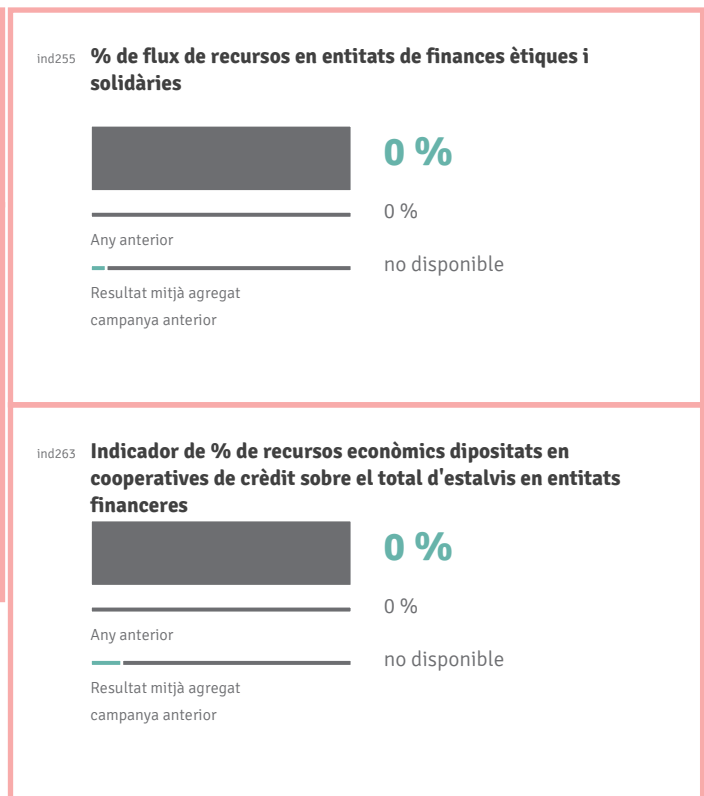 ind255 % de flux de recursos en entitats de finances ètiques i
solidàries
0 %
0 %
Any anterior
no disponible
Resultat mitjà agregat
campanya anterior
ind263 Indicador de % de recursos econòmics dipositats en
cooperatives de crèdit sobre el total d'estalvis en entitats
financeres
0 %
0 %
Any anterior
no disponible
Resultat mitjà agregat
campanya anterior